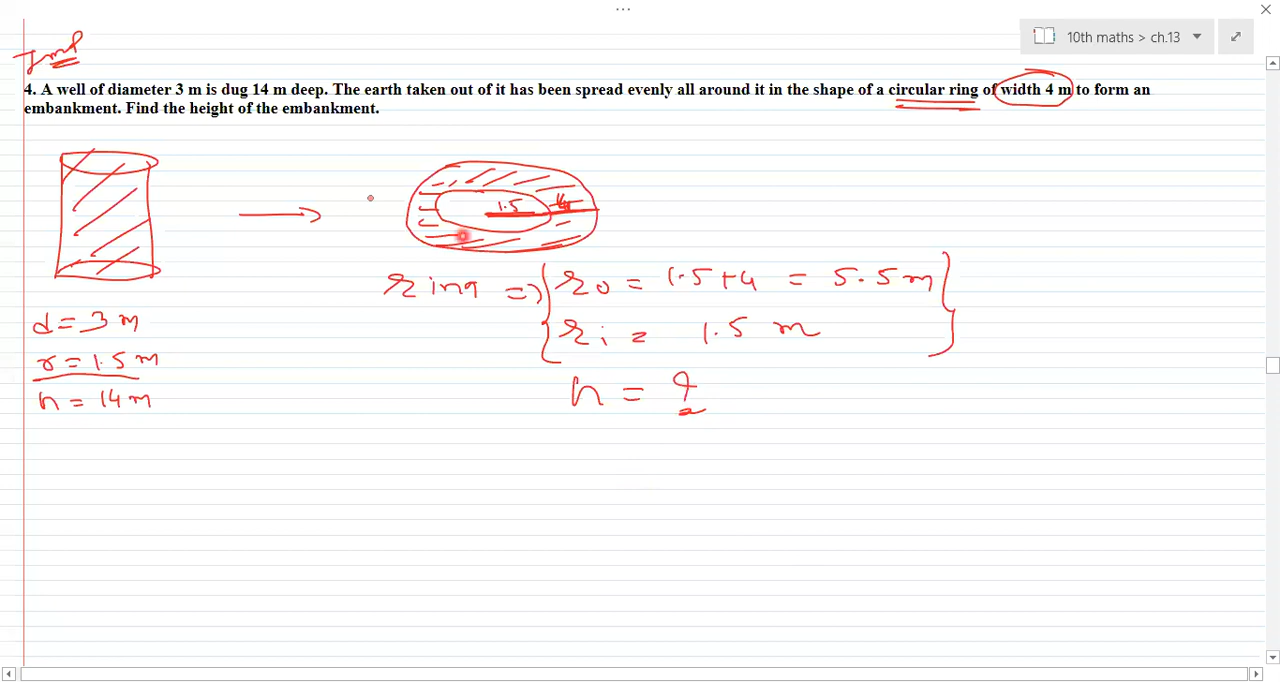 10th maths > ch.13
Imp
4. A well of diameter 3 m is dug 14 m deep. The earth taken out of it has been spread evenly all around it in the shape of a circular ring of width 4 m to form an
embankment. Find the height of the embankment.
1.5 4
ring => r0 = 1.5+4 = 5.5 m
ri = 1.5 m
h = ?
d = 3 m
r = 1.5 m
h = 14 m